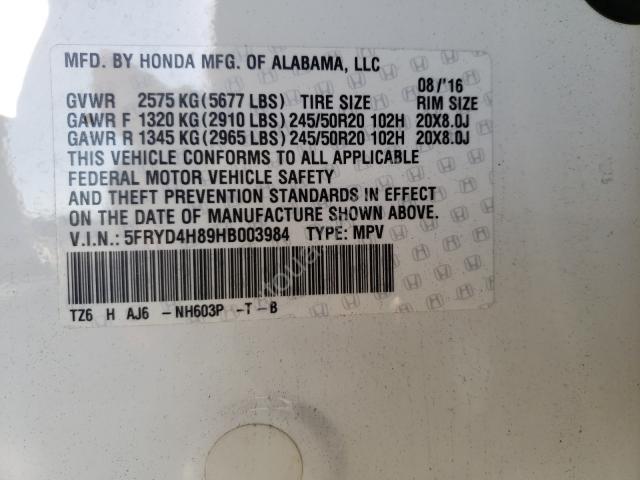 MFD. BY HONDA MFG. OF ALABAMA, LLC
08/'16
GVWR 2575 KG (5677 LBS) TIRE SIZE RIM SIZE
GAWR F 1320 KG (2910 LBS) 245/50R20 102H 20X8.0J
GAWR R 1345 KG (2965 LBS) 245/50R20 102H 20X8.0J
THIS VEHICLE CONFORMS TO ALL APPLICABLE
FEDERAL MOTOR VEHICLE SAFETY
AND THEFT PREVENTION STANDARDS IN EFFECT
ON THE DATE OF MANUFACTURE SHOWN ABOVE.
V.I.N.: 5FRYD4H89HB003984 TYPE: MPV
TZ6 H AJ6 -NH603P -T-B